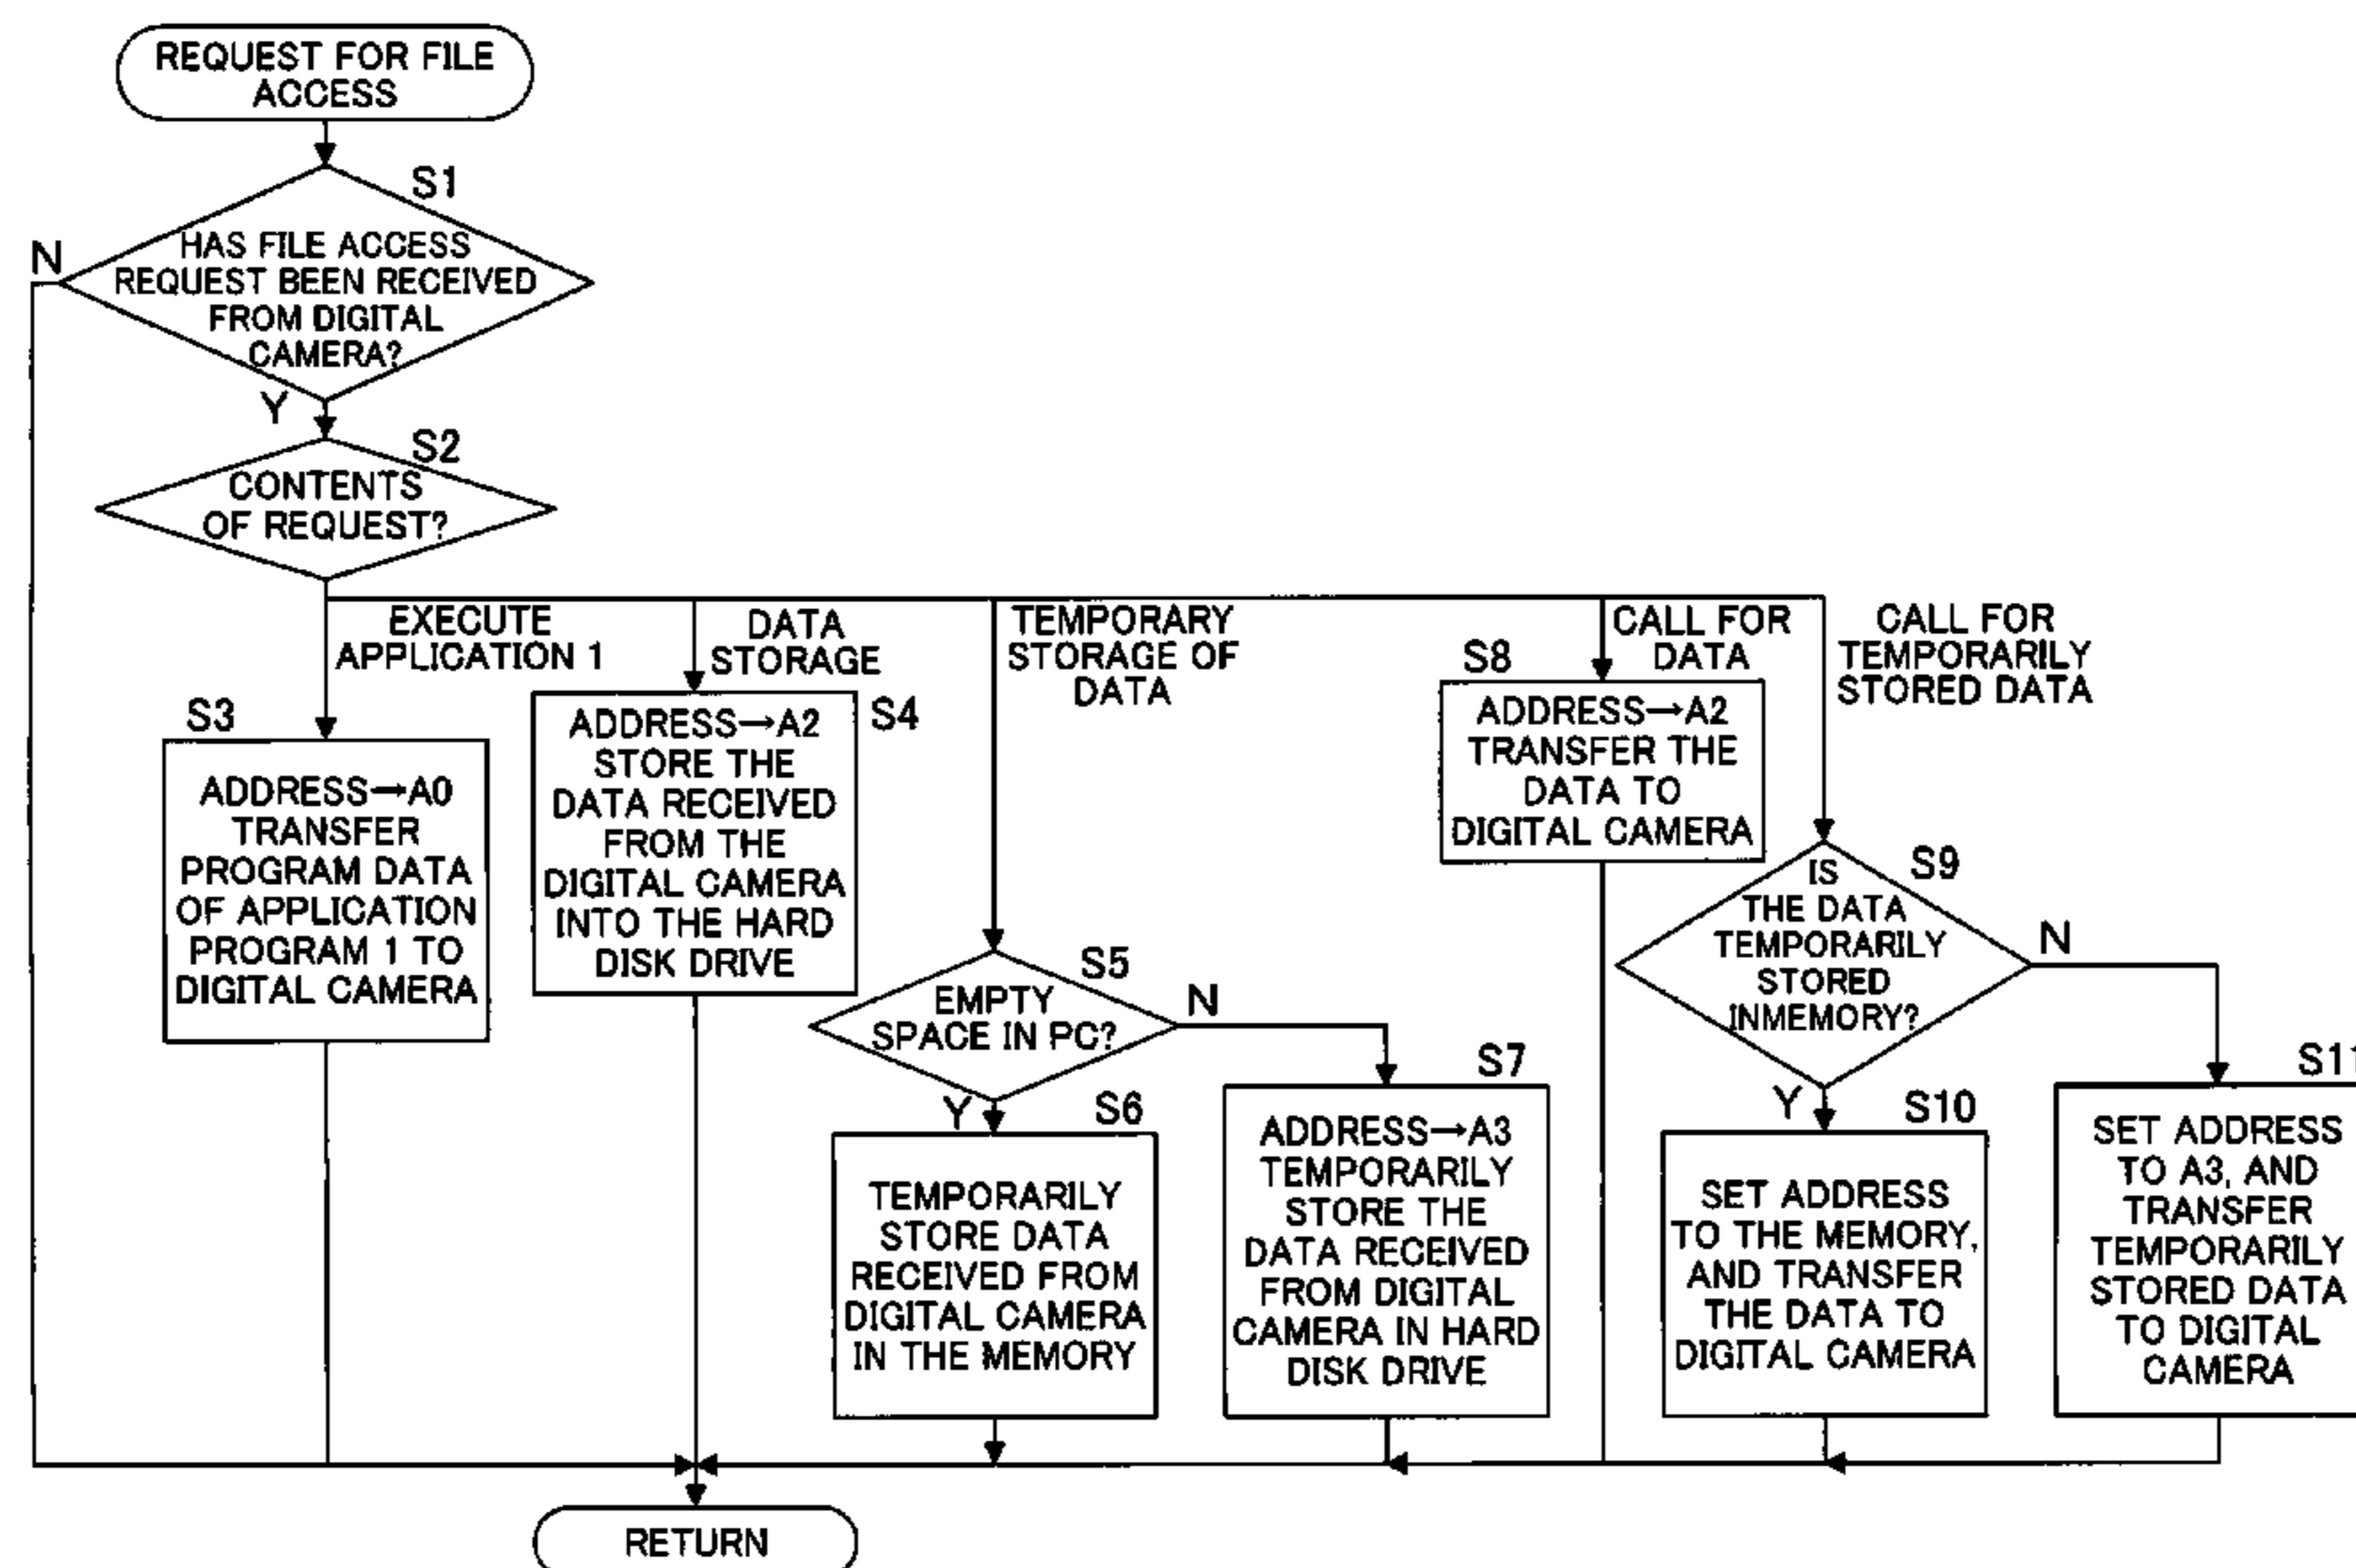 REQUEST FOR FILE
ACCESS
S1
N
HAS FILE ACCESS
REQUEST BEEN RECEIVED
FROM DIGITAL
CAMERA?
Y
S2
CONTENTS
OF REQUEST?
EXECUTE
APPLICATION 1
DATA
STORAGE
TEMPORARY
STORAGE OF
DATA
CALL FOR
DATA
CALL FOR
TEMPORARILY
STORED DATA
S3
ADDRESS→A0
TRANSFER
PROGRAM DATA
OF APPLICATION
PROGRAM 1 TO
DIGITAL CAMERA
S4
ADDRESS→A2
STORE THE
DATA RECEIVED
FROM THE
DIGITAL CAMERA
INTO THE HARD
DISK DRIVE
S5
EMPTY
SPACE IN PC?
N
Y
S6
TEMPORARILY
STORE DATA
RECEIVED FROM
DIGITAL CAMERA
IN THE MEMORY
S7
ADDRESS→A3
TEMPORARILY
STORE THE
DATA RECEIVED
FROM DIGITAL
CAMERA IN HARD
DISK DRIVE
S8
ADDRESS→A2
TRANSFER THE
DATA TO
DIGITAL CAMERA
S9
IS
THE DATA
TEMPORARILY
STORED
INMEMORY?
N
Y
S10
SET ADDRESS
TO THE MEMORY,
AND TRANSFER
THE DATA TO
DIGITAL CAMERA
S11
SET ADDRESS
TO A3, AND
TRANSFER
TEMPORARILY
STORED DATA
TO DIGITAL
CAMERA
RETURN